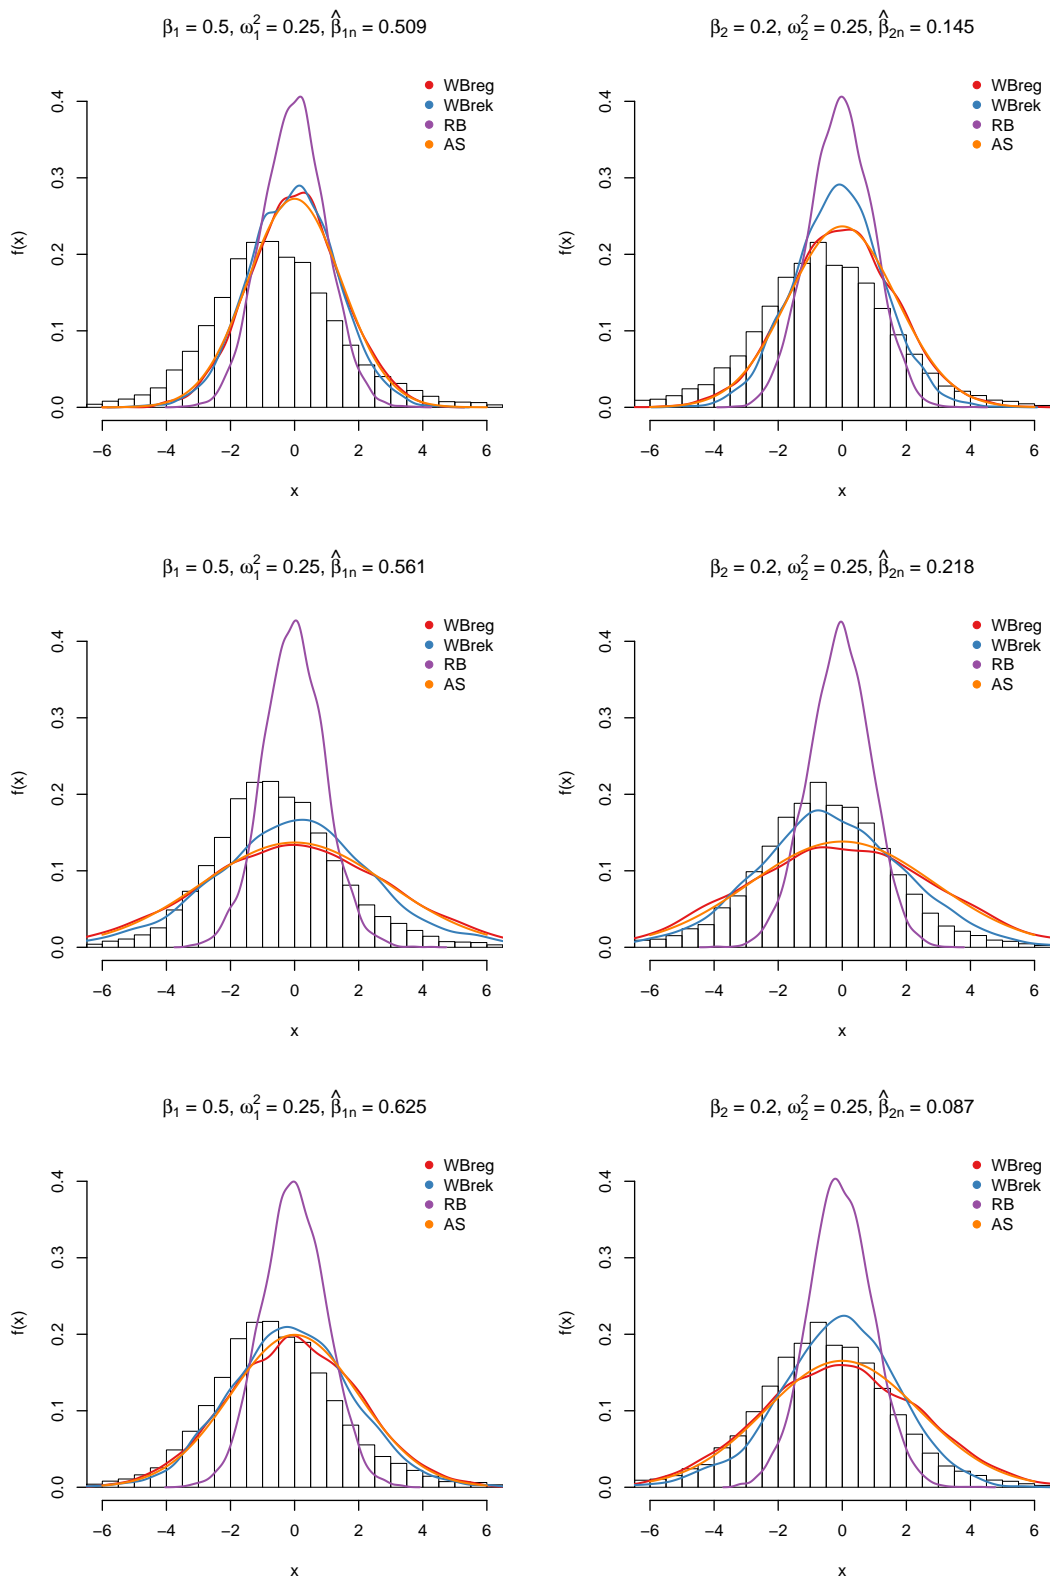 β₁ = 0.5, ω₁² = 0.25, β̂₁ₙ = 0.509
WBreg
WBrek
RB
AS
f(x)
0.0 0.1 0.2 0.3 0.4
−6 −4 −2 0 2 4 6
x
β₂ = 0.2, ω₂² = 0.25, β̂₂ₙ = 0.145
WBreg
WBrek
RB
AS
f(x)
0.0 0.1 0.2 0.3 0.4
−6 −4 −2 0 2 4 6
x
β₁ = 0.5, ω₁² = 0.25, β̂₁ₙ = 0.561
WBreg
WBrek
RB
AS
f(x)
0.0 0.1 0.2 0.3 0.4
−6 −4 −2 0 2 4 6
x
β₂ = 0.2, ω₂² = 0.25, β̂₂ₙ = 0.218
WBreg
WBrek
RB
AS
f(x)
0.0 0.1 0.2 0.3 0.4
−6 −4 −2 0 2 4 6
x
β₁ = 0.5, ω₁² = 0.25, β̂₁ₙ = 0.625
WBreg
WBrek
RB
AS
f(x)
0.0 0.1 0.2 0.3 0.4
−6 −4 −2 0 2 4 6
x
β₂ = 0.2, ω₂² = 0.25, β̂₂ₙ = 0.087
WBreg
WBrek
RB
AS
f(x)
0.0 0.1 0.2 0.3 0.4
−6 −4 −2 0 2 4 6
x